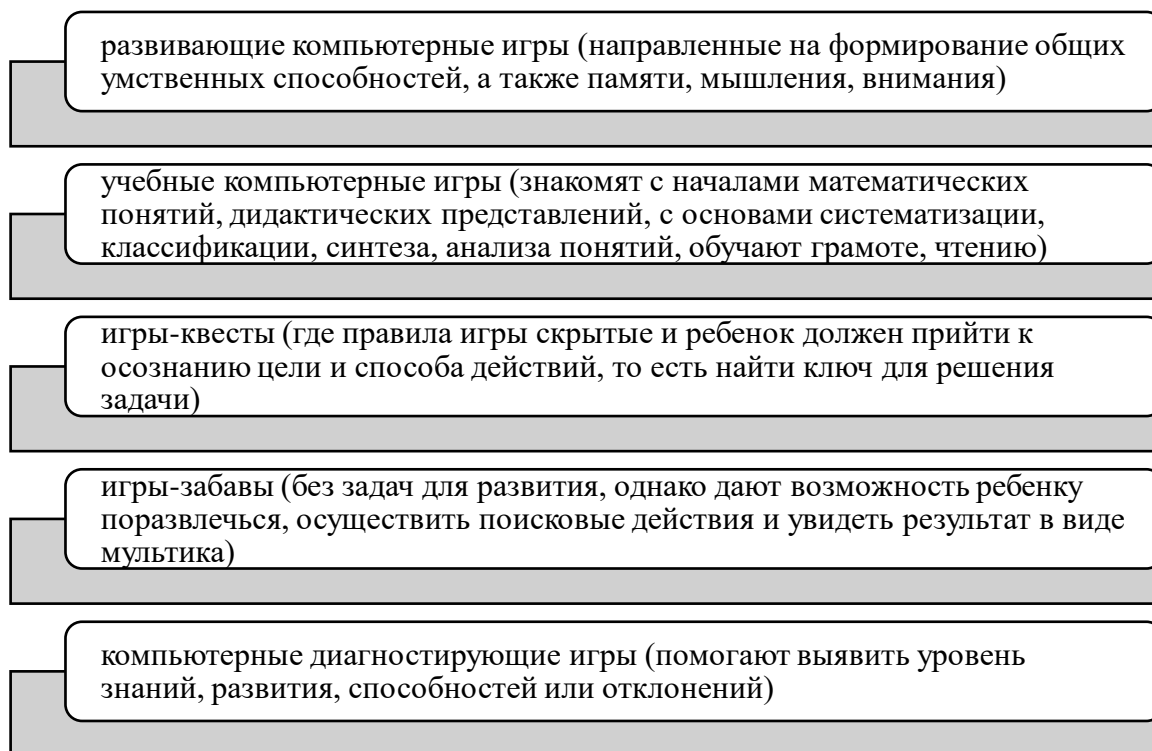 развивающие компьютерные игры (направленные на формирование общих
умственных способностей, а также памяти, мышления, внимания)
учебные компьютерные игры (знакомят с началами математических
понятий, дидактических представлений, с основами систематизации,
классификации, синтеза, анализа понятий, обучают грамоте, чтению)
игры-квесты (где правила игры скрытые и ребенок должен прийти к
осознанию цели и способа действий, то есть найти ключ для решения
задачи)
игры-забавы (без задач для развития, однако дают возможность ребенку
поразвлечься, осуществить поисковые действия и увидеть результат в виде
мультика)
компьютерные диагностирующие игры (помогают выявить уровень
знаний, развития, способностей или отклонений)